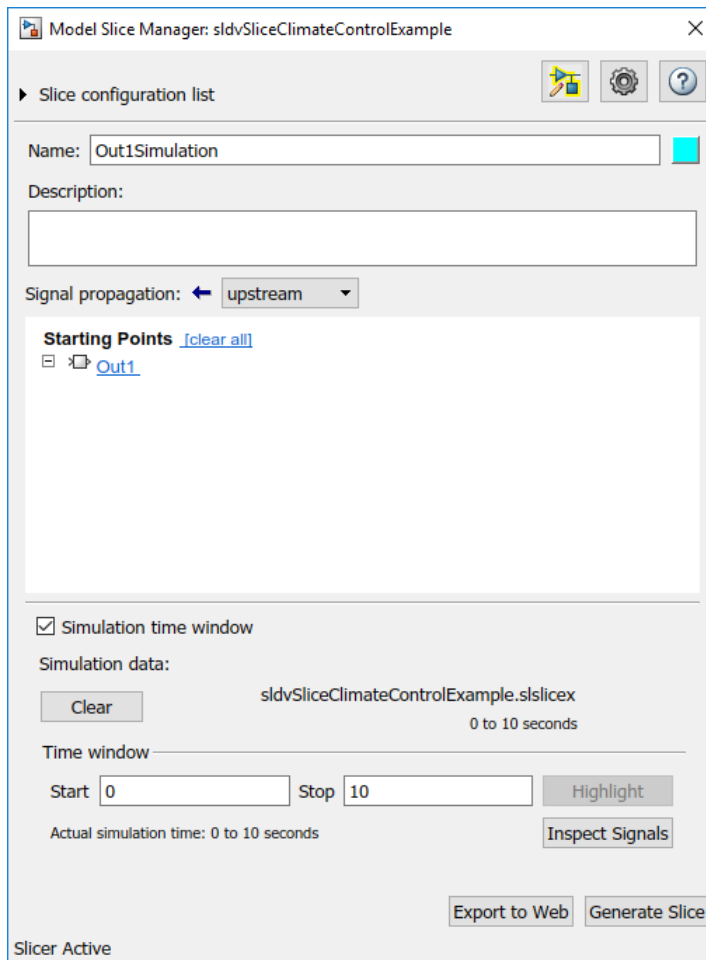 Model Slice Manager: sldvSliceClimateControlExample
Slice configuration list
?
Name: Out1Simulation
Description:
Signal propagation: upstream
Starting Points [clear all]
Out1
Simulation time window
Simulation data:
Clear sldvSliceClimateControlExample.slslicex
0 to 10 seconds
Time window
Start 0 Stop 10 Highlight
Actual simulation time: 0 to 10 seconds Inspect Signals
Export to Web Generate Slice
Slicer Active